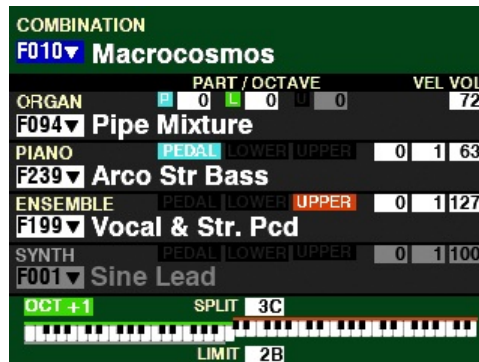 COMBINATION
F010▼ Macrocosmos
PART / OCTAVE VEL VOL
ORGAN P 0 L 0 U 0 72
F094▼ Pipe Mixture
PIANO PEDAL LOWER UPPER 0 1 63
F239▼ Arco Str Bass
ENSEMBLE PEDAL LOWER UPPER 0 1 127
F199▼ Vocal & Str. Pcd
SYNTH PEDAL LOWER UPPER 0 1 100
F001▼ Sine Lead
OCT +1 SPLIT 3C
LIMIT 2B